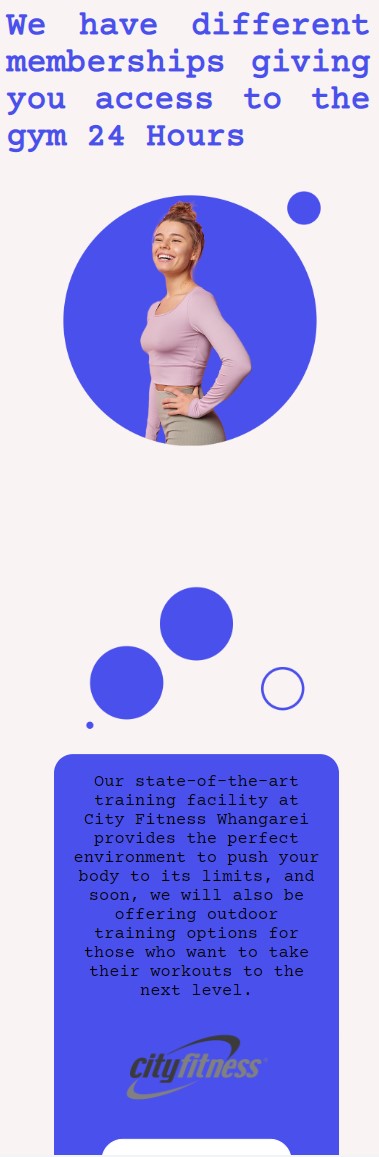 We have different
memberships giving
you access to the
gym 24 Hours
Our state-of-the-art
training facility at
City Fitness Whangarei
provides the perfect
environment to push your
body to its limits, and
soon, we will also be
offering outdoor
training options for
those who want to take
their workouts to the
next level.
cityfitness